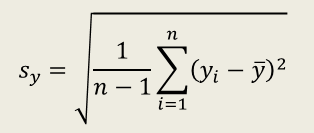 s_y = √(1/(n − 1) ∑_{i=1}^{n} (y_i − ȳ)²)